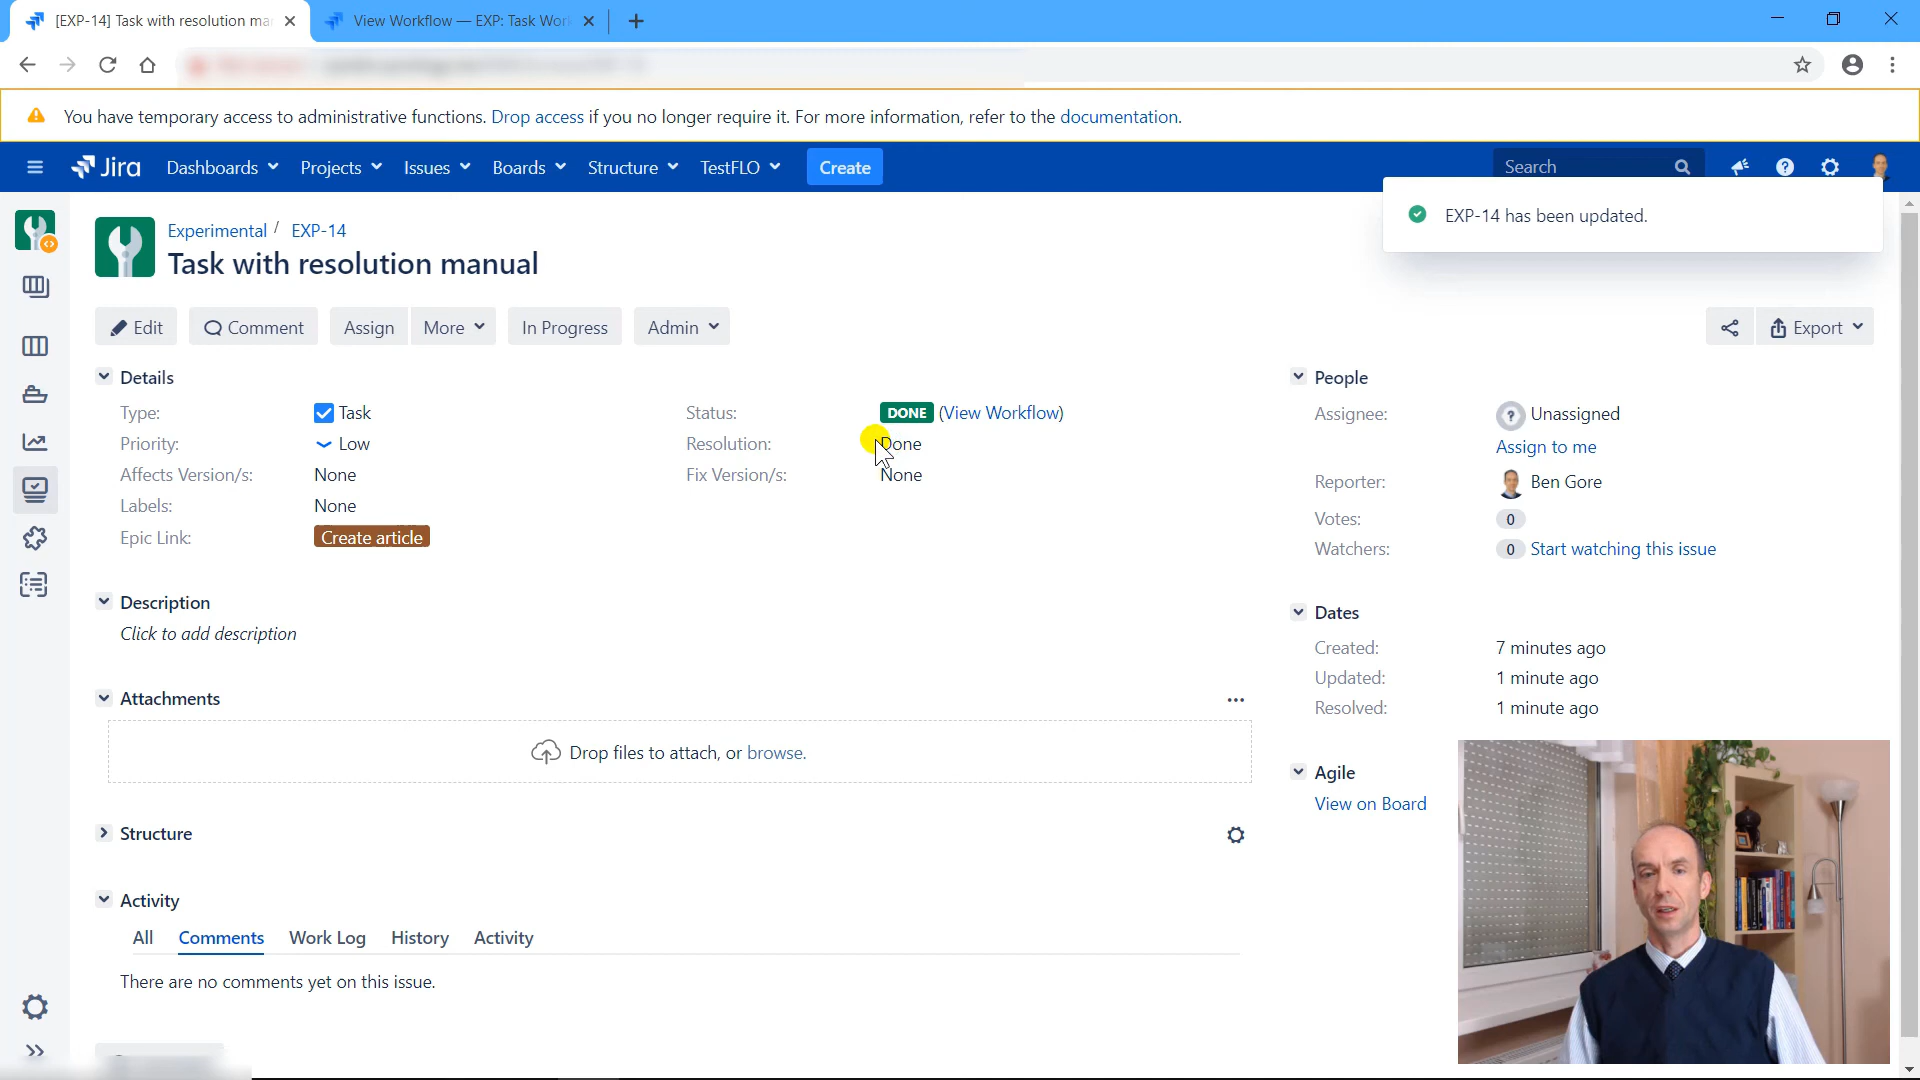 [EXP-14] Task with resolution ma
View Workflow — EXP: Task Wor
You have temporary access to administrative functions. Drop access if you no longer require it. For more information, refer to the documentation.
Jira Dashboards Projects Issues Boards Structure TestFLO Create Search
EXP-14 has been updated.
Experimental / EXP-14
Task with resolution manual
Edit Comment Assign More In Progress Admin Export
Details
Type: Task
Priority: Low
Affects Version/s: None
Labels: None
Epic Link: Create article
Status: DONE (View Workflow)
Resolution: Done
Fix Version/s: None
Description
Click to add description
Attachments
Drop files to attach, or browse.
Structure
Activity
All Comments Work Log History Activity
There are no comments yet on this issue.
People
Assignee: Unassigned
Assign to me
Reporter: Ben Gore
Votes: 0
Watchers: 0 Start watching this issue
Dates
Created: 7 minutes ago
Updated: 1 minute ago
Resolved: 1 minute ago
Agile
View on Board